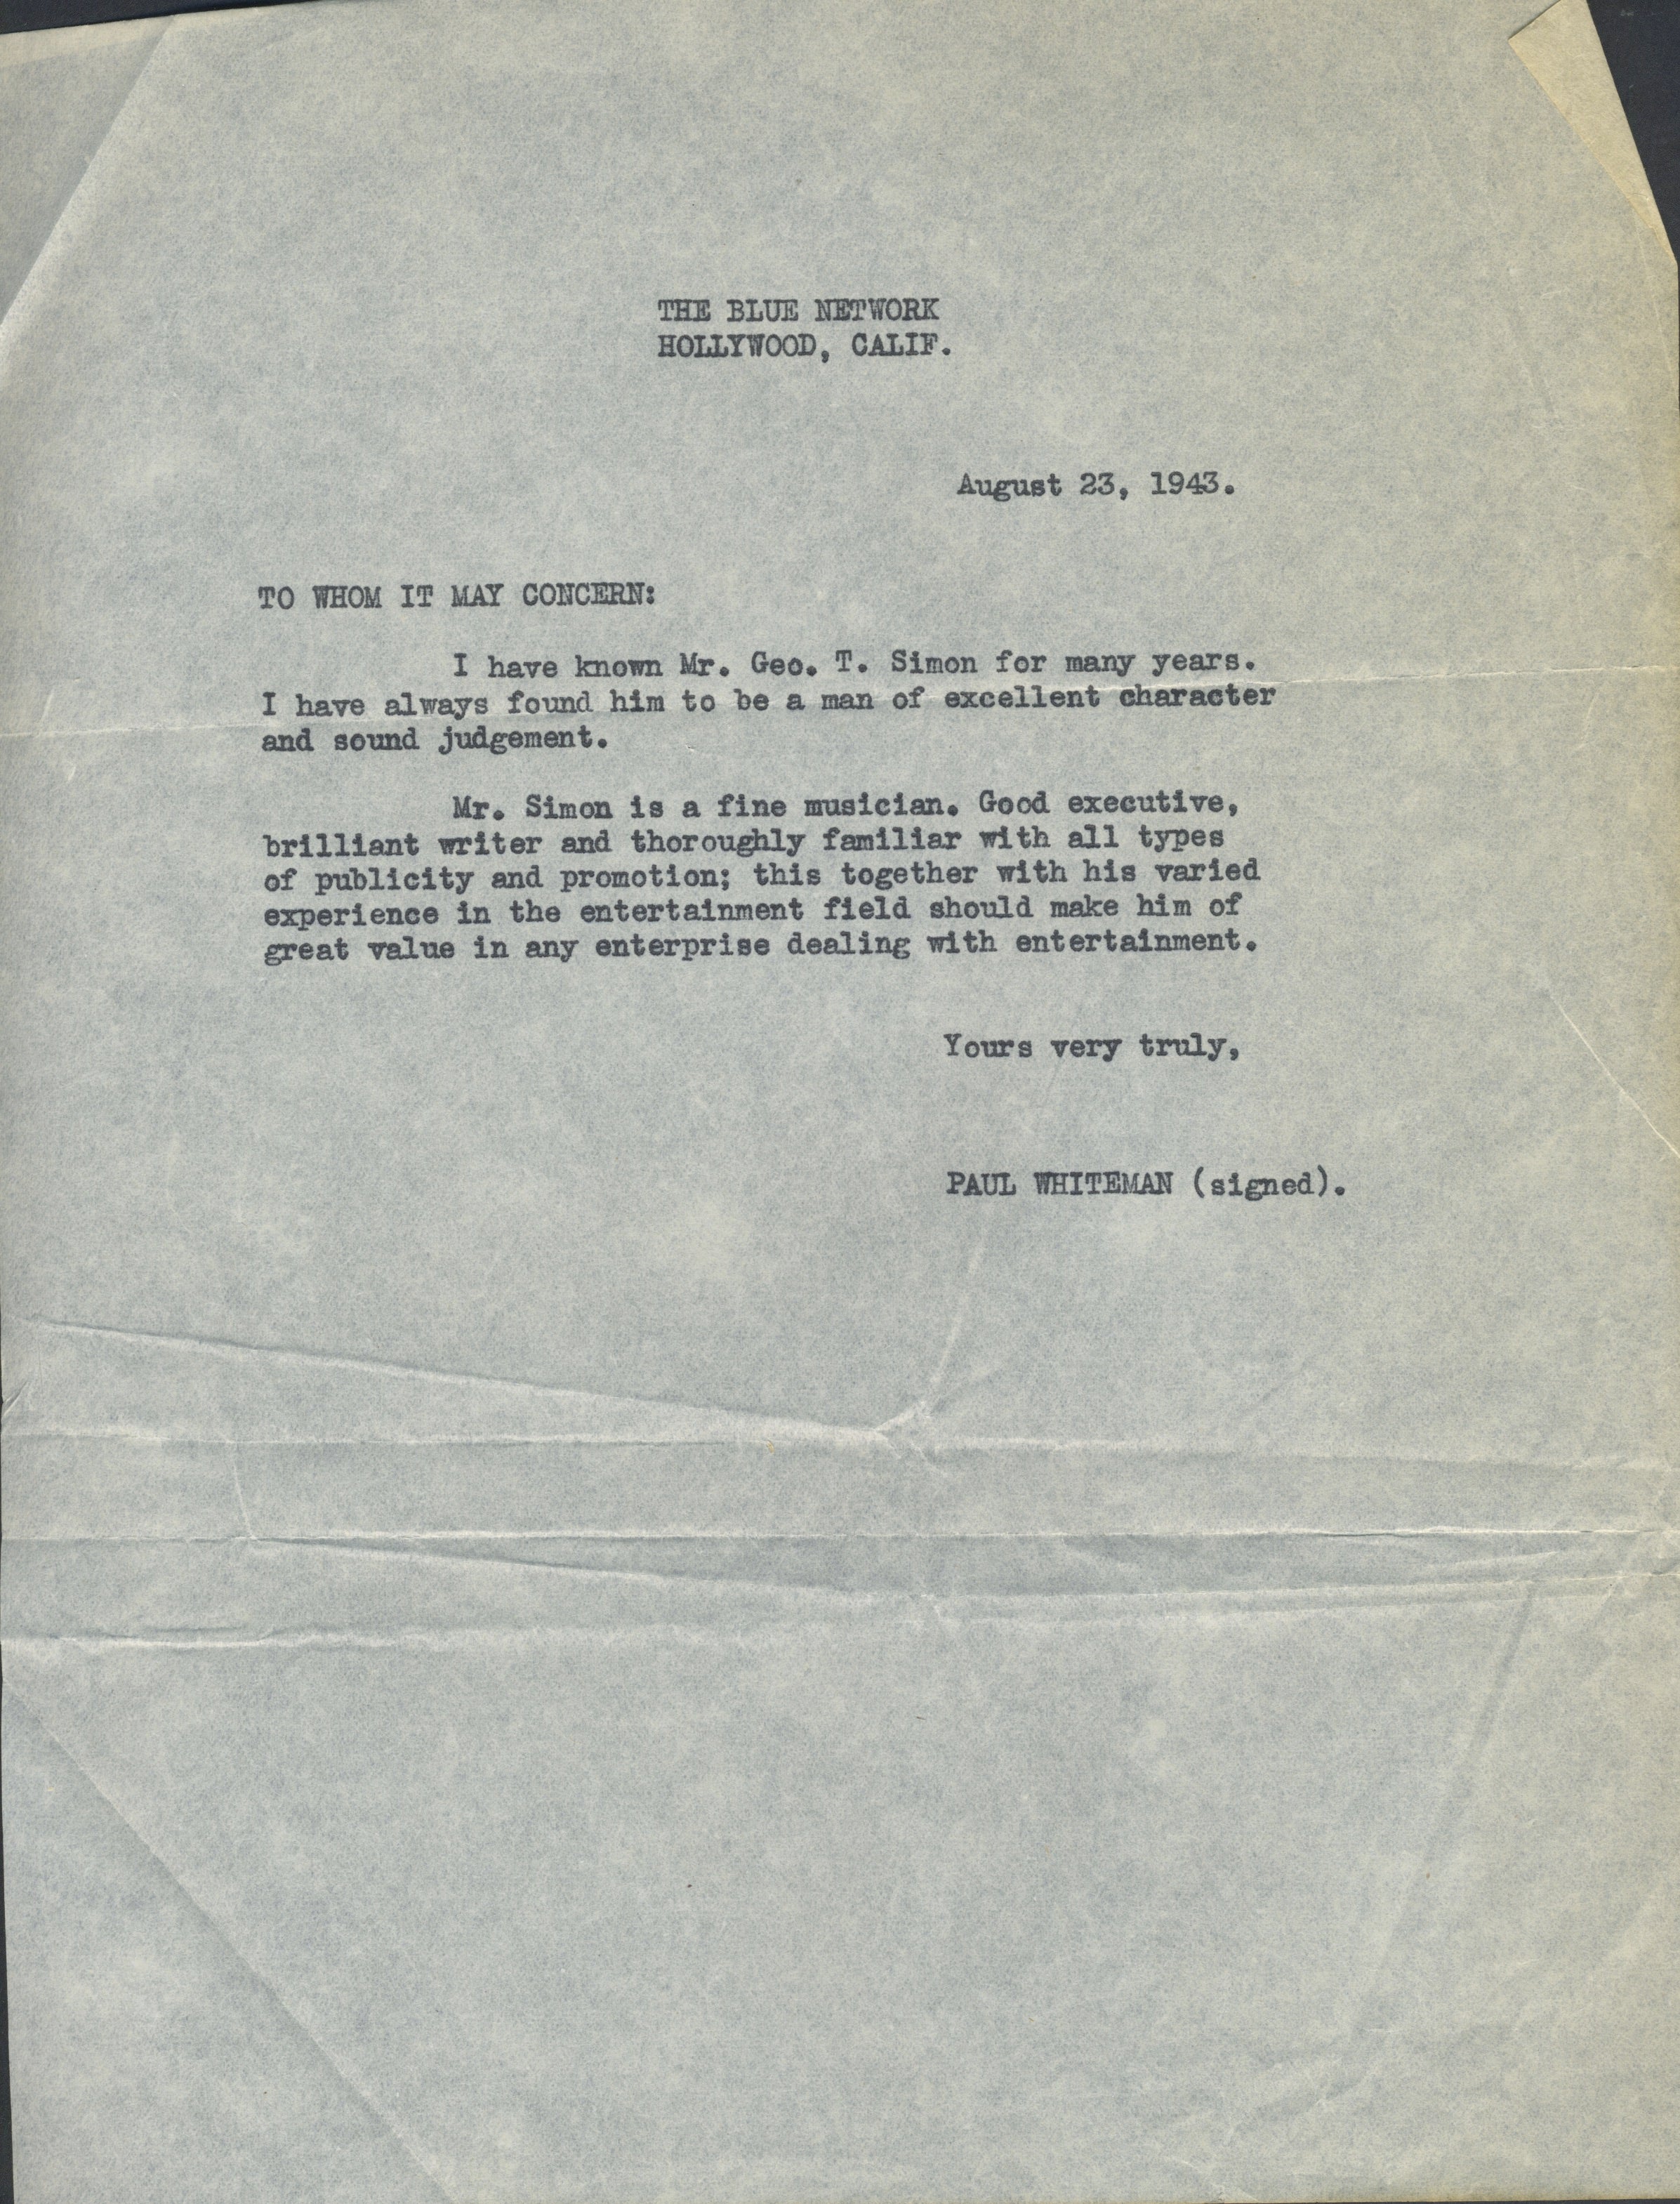 THE BLUE NETWORK
HOLLYWOOD, CALIF.
August 23, 1943.
TO WHOM IT MAY CONCERN:
I have known Mr. Geo. T. Simon for many years.
I have always found him to be a man of excellent character
and sound judgement.
Mr. Simon is a fine musician. Good executive,
brilliant writer and thoroughly familiar with all types
of publicity and promotion; this together with his varied
experience in the entertainment field should make him of
great value in any enterprise dealing with entertainment.
Yours very truly,
PAUL WHITEMAN (signed).